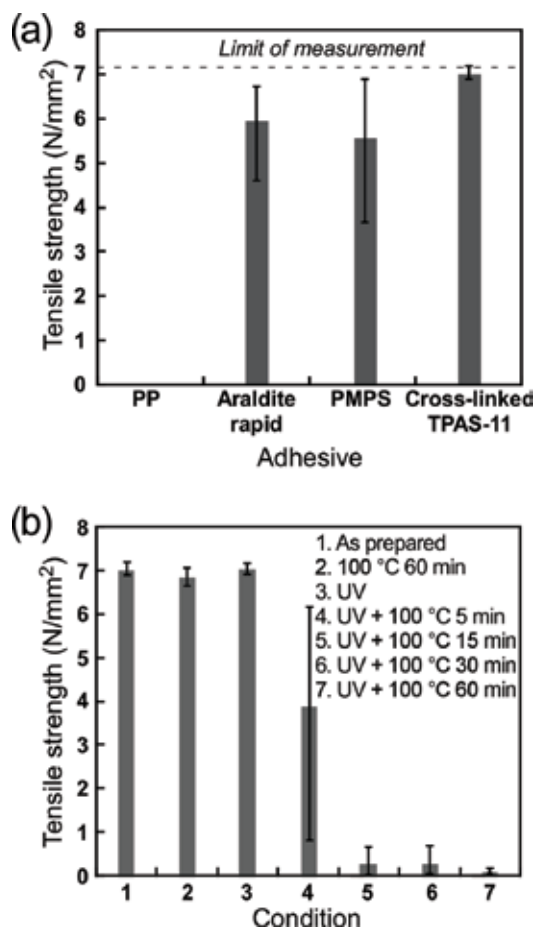 (a)
8
7
6
5
4
3
2
1
0
Tensile strength (N/mm²)
Limit of measurement
PP
Araldite
rapid
PMPS
Cross-linked
TPAS-11
Adhesive
(b)
8
7
6
5
4
3
2
1
0
Tensile strength (N/mm²)
1. As prepared
2. 100 °C 60 min
3. UV
4. UV + 100 °C 5 min
5. UV + 100 °C 15 min
6. UV + 100 °C 30 min
7. UV + 100 °C 60 min
1 2 3 4 5 6 7
Condition